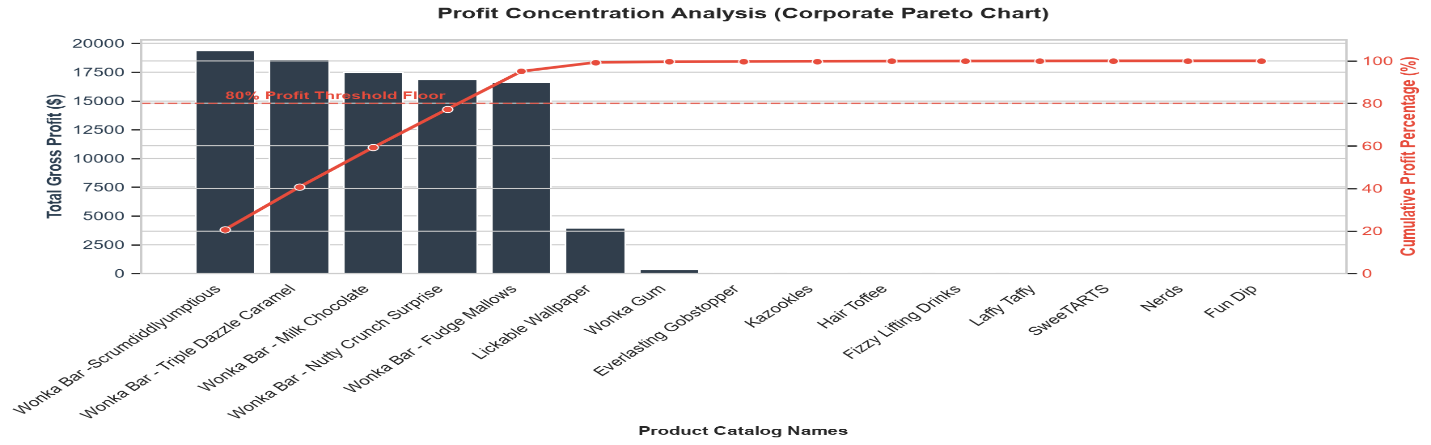 Profit Concentration Analysis (Corporate Pareto Chart)
Total Gross Profit ($)
20000
17500
15000
12500
10000
7500
5000
2500
0
80% Profit Threshold Floor
100
80
60
40
20
0
Cumulative Profit Percentage (%)
Wonka Bar -Scrumdiddlyumptious
Wonka Bar - Triple Dazzle Caramel
Wonka Bar - Milk Chocolate
Wonka Bar - Nutty Crunch Surprise
Wonka Bar - Fudge Mallows
Lickable Wallpaper
Wonka Gum
Everlasting Gobstopper
Kazookles
Hair Toffee
Fizzy Lifting Drinks
Laffy Taffy
SweeTARTS
Nerds
Fun Dip
Product Catalog Names